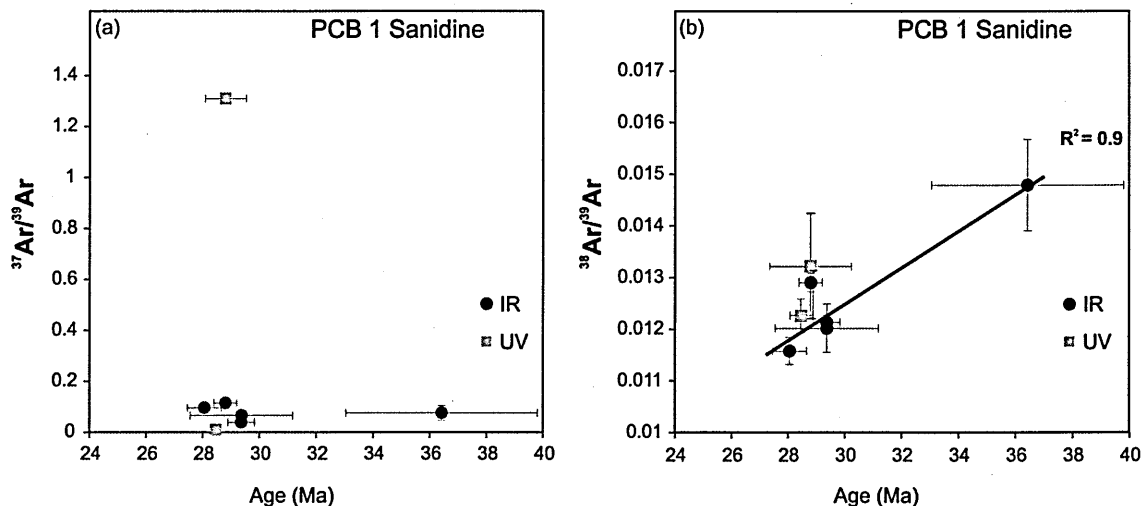 (a) PCB 1 Sanidine
1.4
1.2
1
0.8
0.6
0.4
0.2
0
³⁷Ar/³⁹Ar
IR
UV
24 26 28 30 32 34 36 38 40
Age (Ma)
(b) PCB 1 Sanidine
0.017
0.016
0.015
0.014
0.013
0.012
0.011
0.01
³⁸Ar/³⁹Ar
R² = 0.9
IR
UV
24 26 28 30 32 34 36 38 40
Age (Ma)